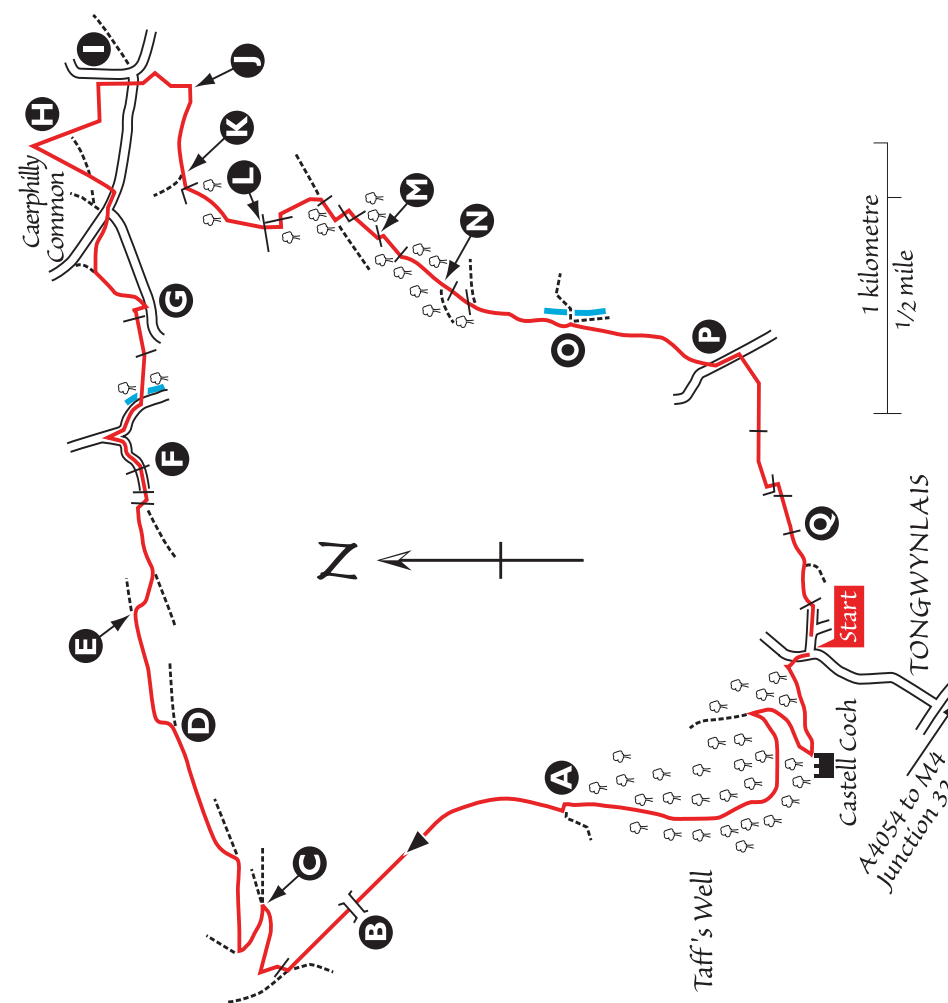 I
H
J
Caerphilly
Common
K
L
M
N
G
F
E
D
C
B
A
O
P
Q
N
1 kilometre
1/2 mile
Start
TONGWYNLAIS
Castell Coch
A4054 to M4
Junction 32
Taff's Well